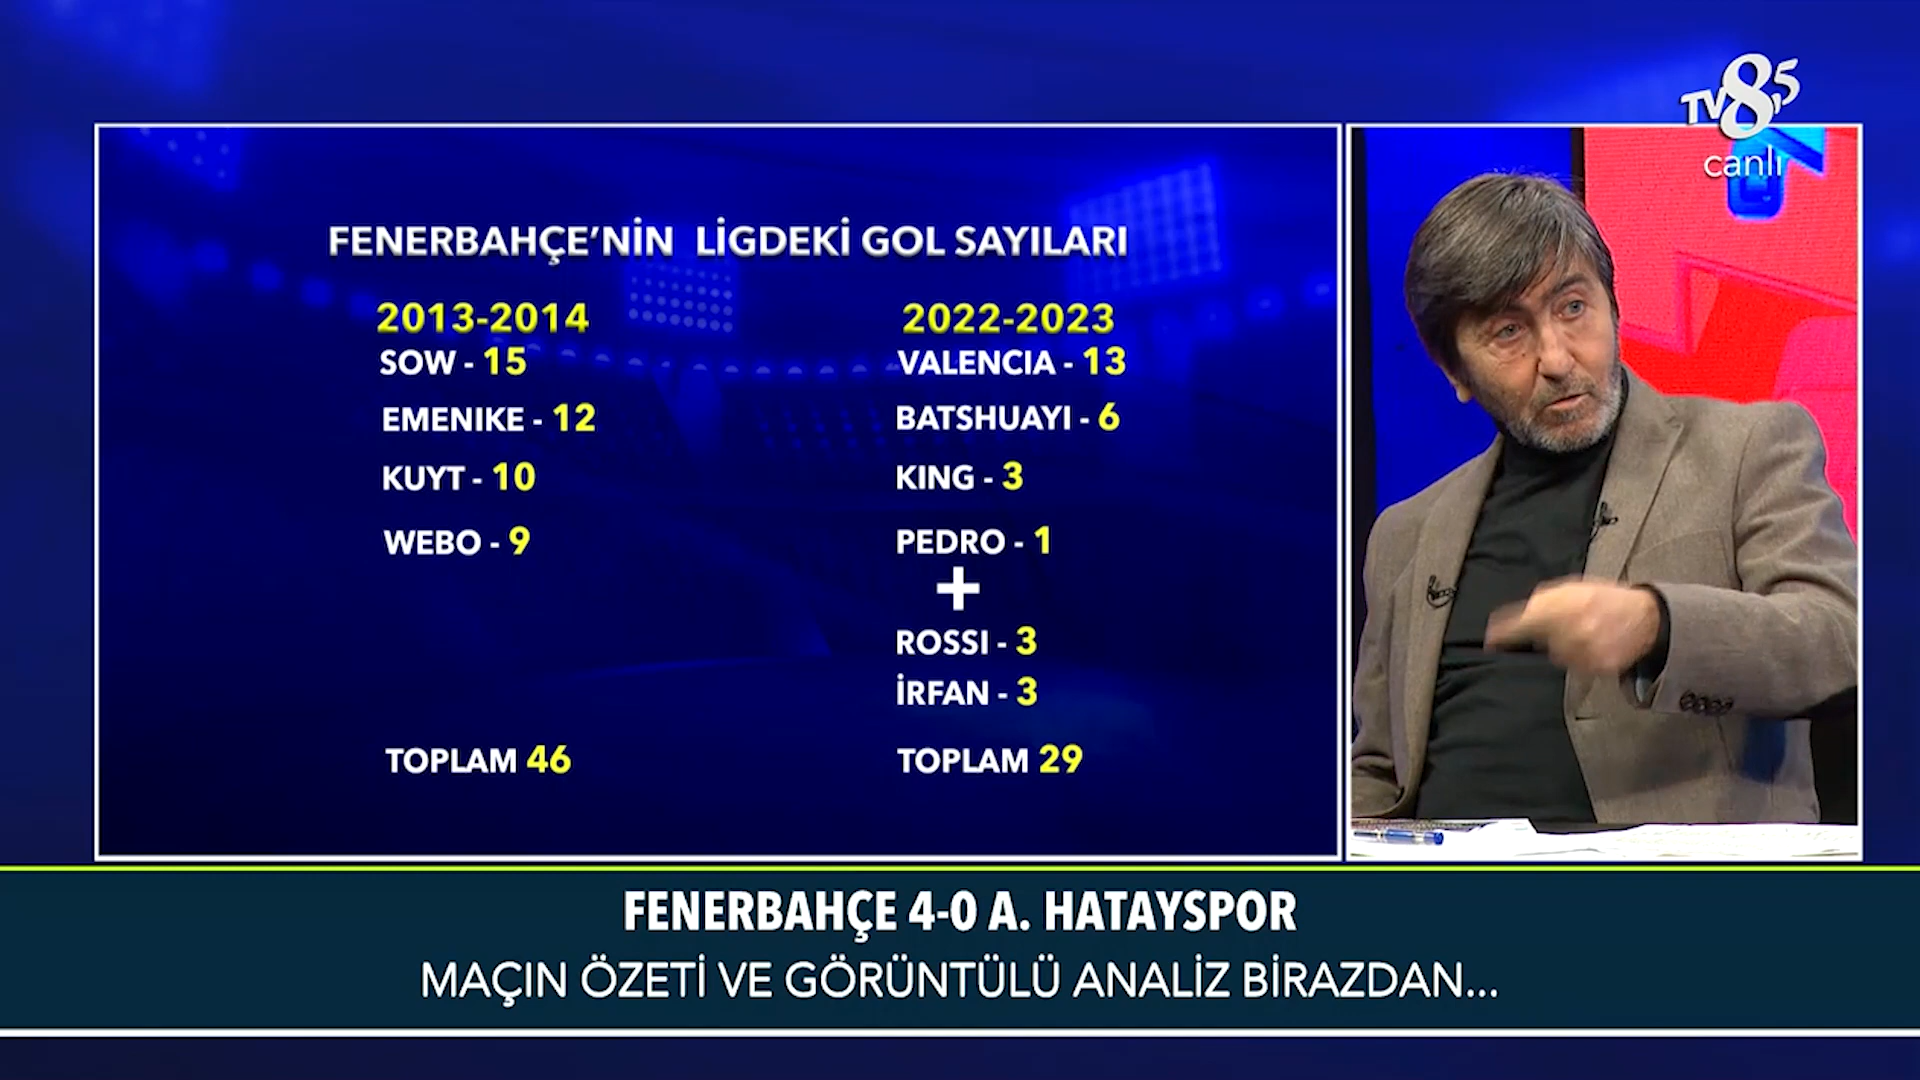 TV8,5
canlı
FENERBAHÇE’NİN LİGDEKİ GOL SAYILARI
2013-2014
SOW - 15
EMENIKE - 12
KUYT - 10
WEBO - 9
TOPLAM 46
2022-2023
VALENCIA - 13
BATSHUAYI - 6
KING - 3
PEDRO - 1
+
ROSSI - 3
İRFAN - 3
TOPLAM 29
FENERBAHÇE 4-0 A. HATAYSPOR
MAÇIN ÖZETİ VE GÖRÜNTÜLÜ ANALİZ BİRAZDAN...